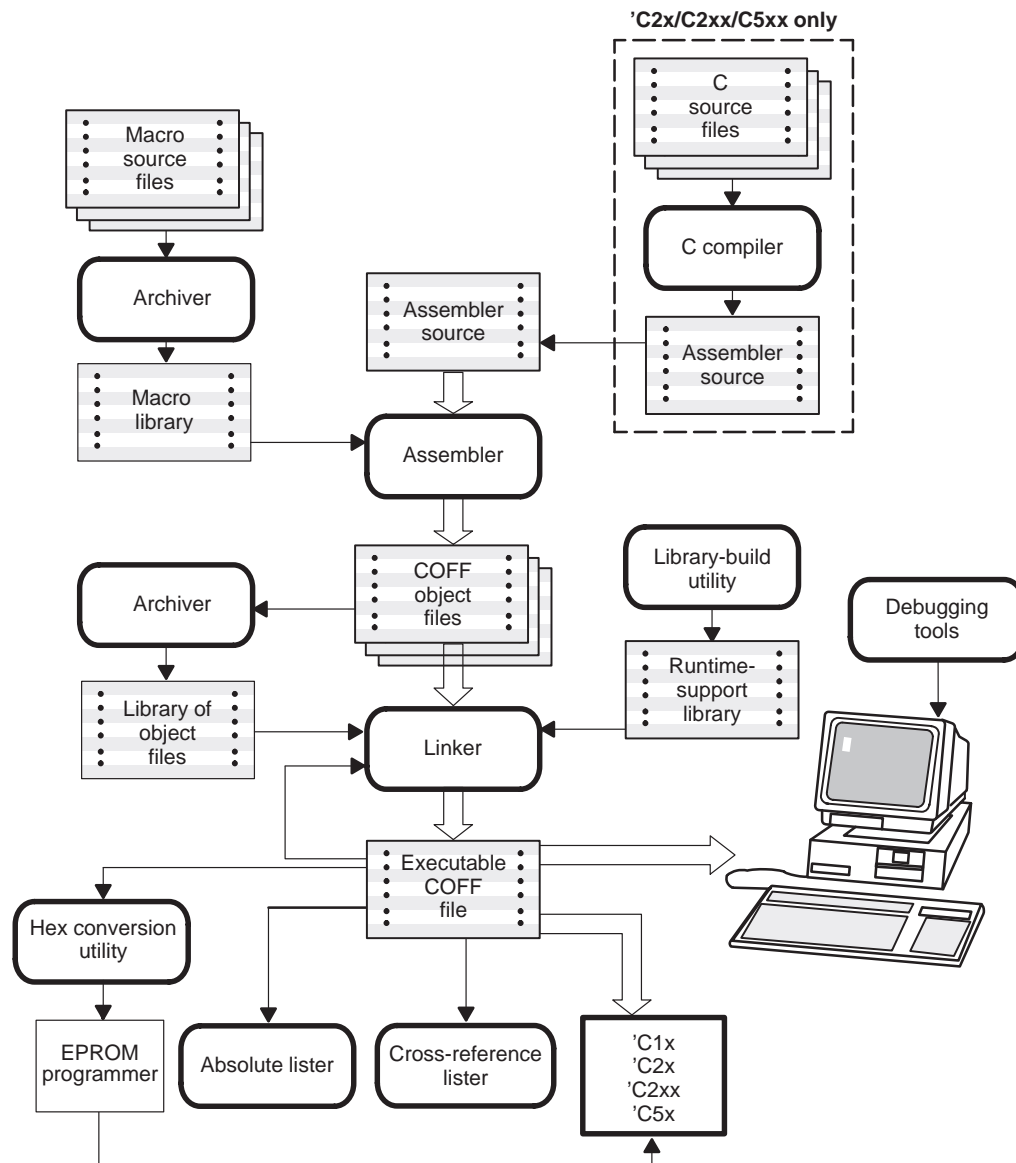 'C2x/C2xx/C5xx only
C
source
files
Macro
source
files
C compiler
Archiver
Assembler
source
Assembler
source
Macro
library
Assembler
COFF
object
files
Library-build
utility
Archiver
Debugging
tools
Runtime-
support
library
Library of
object
files
Linker
Executable
COFF
file
Hex conversion
utility
EPROM
programmer
Absolute lister
Cross-reference
lister
'C1x
'C2x
'C2xx
'C5x